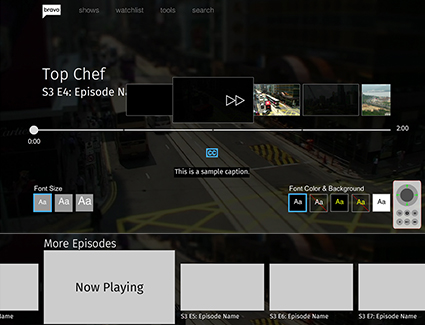 bravo shows watchlist tools search
Top Chef
S3 E4: Episode N
0:00
2:00
CC
This is a sample caption.
Font Size
Font Color & Background
Aa Aa Aa
Aa Aa Aa Aa Aa
More Episodes
Now Playing
Name
S3 E5: Episode Name
S3 E6: Episode Name
S3 E7: Episode Name